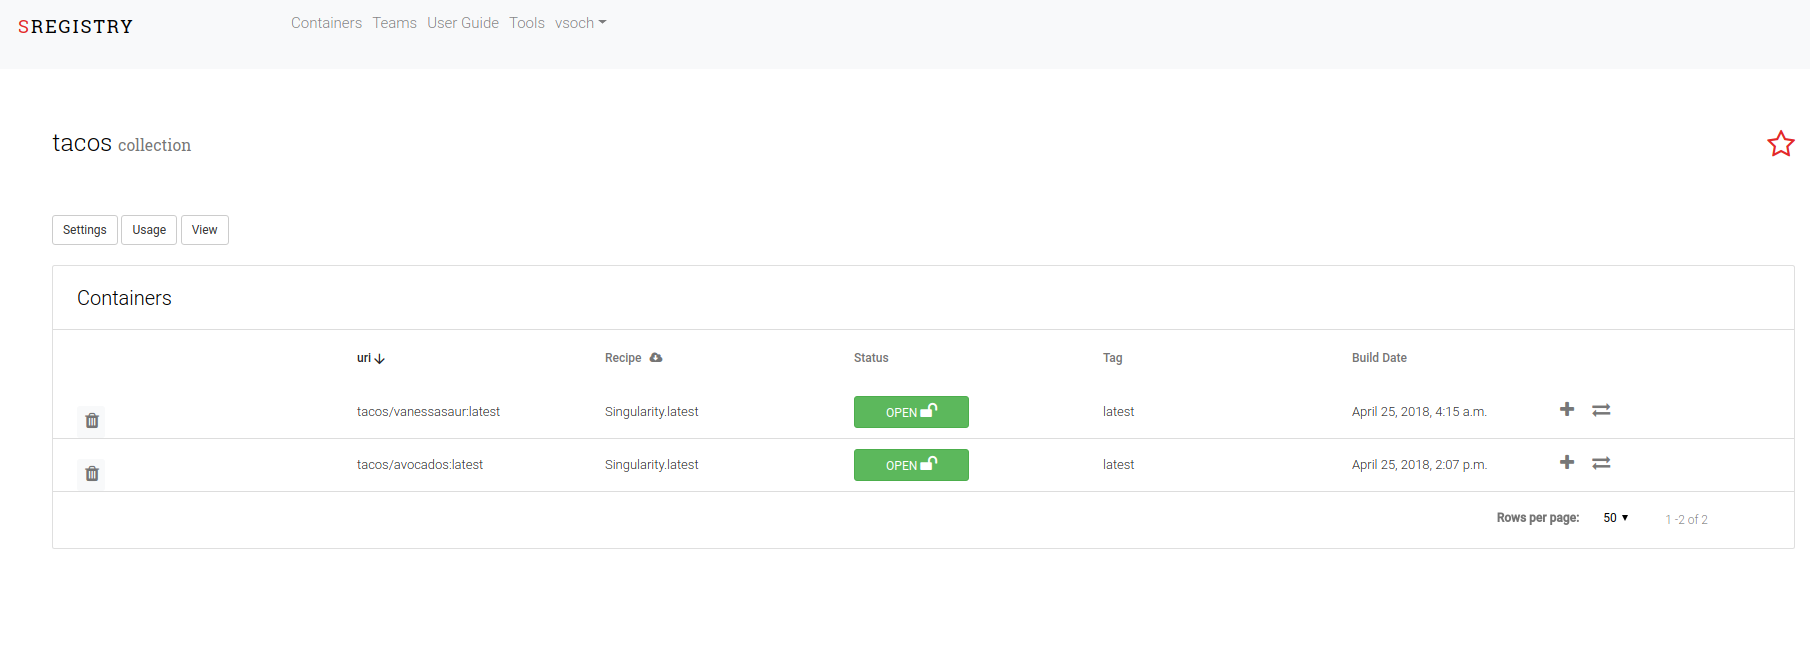 SREGISTRY Containers Teams User Guide Tools vsoch
tacos collection
Settings Usage View
Containers
uri Recipe Status Tag Build Date
tacos/vanessasaur:latest Singularity.latest OPEN latest April 25, 2018, 4:15 a.m.
tacos/avocados:latest Singularity.latest OPEN latest April 25, 2018, 2:07 p.m.
Rows per page: 50 1 -2 of 2